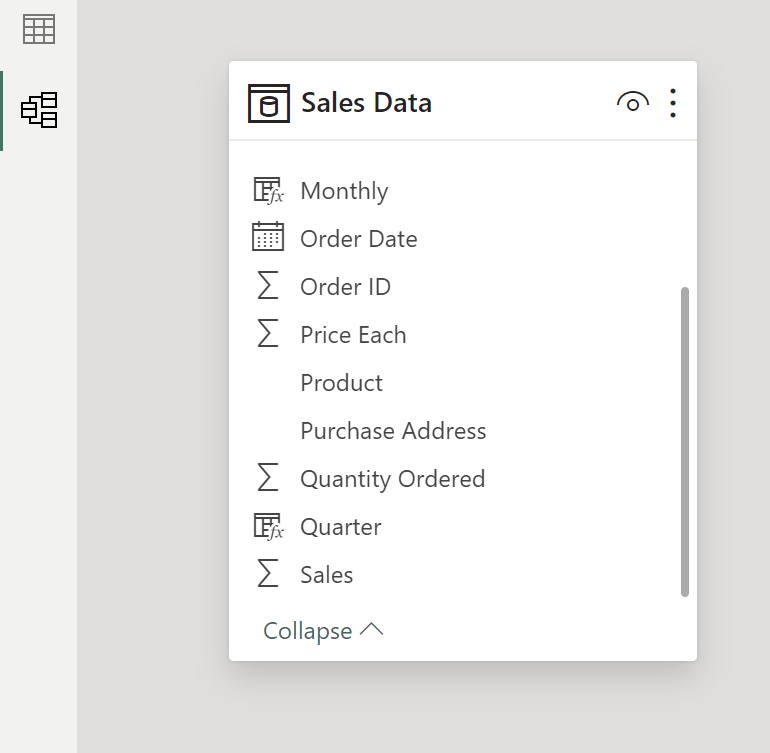 Sales Data
Monthly
Order Date
Order ID
Price Each
Product
Purchase Address
Quantity Ordered
Quarter
Sales
Collapse